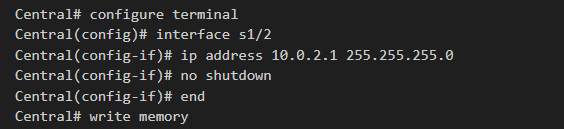 Central# configure terminal
Central(config)# interface s1/2
Central(config-if)# ip address 10.0.2.1 255.255.255.0
Central(config-if)# no shutdown
Central(config-if)# end
Central# write memory